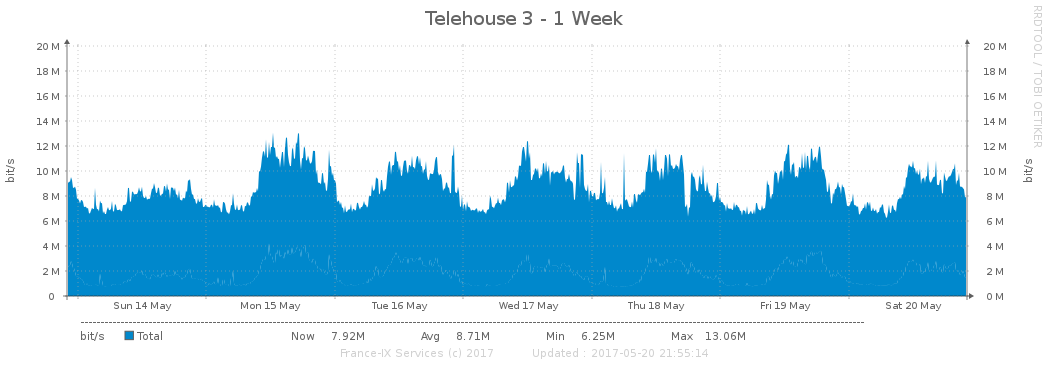 Telehouse 3 - 1 Week
RRDTOOL / TOBI OETIKER
bit/s
20 M
18 M
16 M
14 M
12 M
10 M
8 M
6 M
4 M
2 M
0
20 M
18 M
16 M
14 M
12 M
10 M
8 M
6 M
4 M
2 M
0 M
bit/s
Sun 14 May Mon 15 May Tue 16 May Wed 17 May Thu 18 May Fri 19 May Sat 20 May
bit/s Total Now 7.92M Avg 8.71M Min 6.25M Max 13.06M
France-IX Services (c) 2017 Updated : 2017-05-20 21:55:14